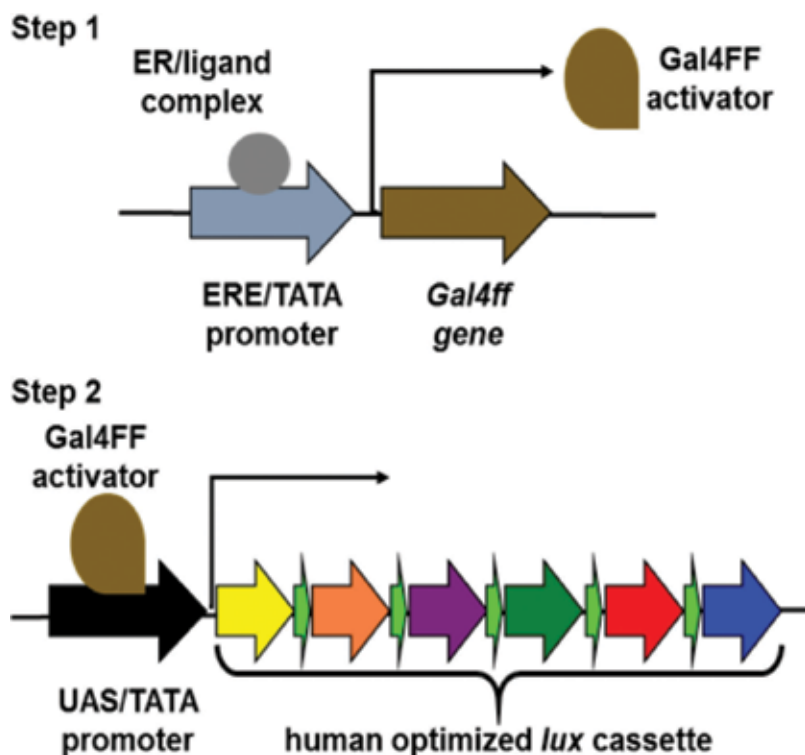 Step 1
ER/ligand
complex
Gal4FF
activator
ERE/TATA
promoter
Gal4ff
gene
Step 2
Gal4FF
activator
UAS/TATA
promoter
human optimized lux cassette